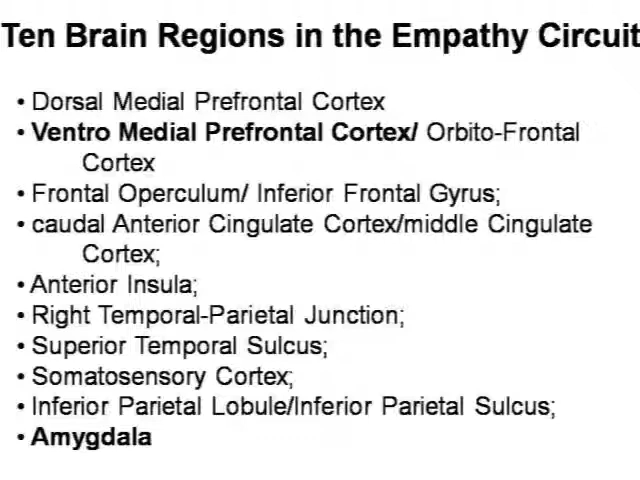 Ten Brain Regions in the Empathy Circuit
• Dorsal Medial Prefrontal Cortex
• Ventro Medial Prefrontal Cortex/ Orbito-Frontal
Cortex
• Frontal Operculum/ Inferior Frontal Gyrus;
• caudal Anterior Cingulate Cortex/middle Cingulate
Cortex;
• Anterior Insula;
• Right Temporal-Parietal Junction;
• Superior Temporal Sulcus;
• Somatosensory Cortex;
• Inferior Parietal Lobule/Inferior Parietal Sulcus;
• Amygdala